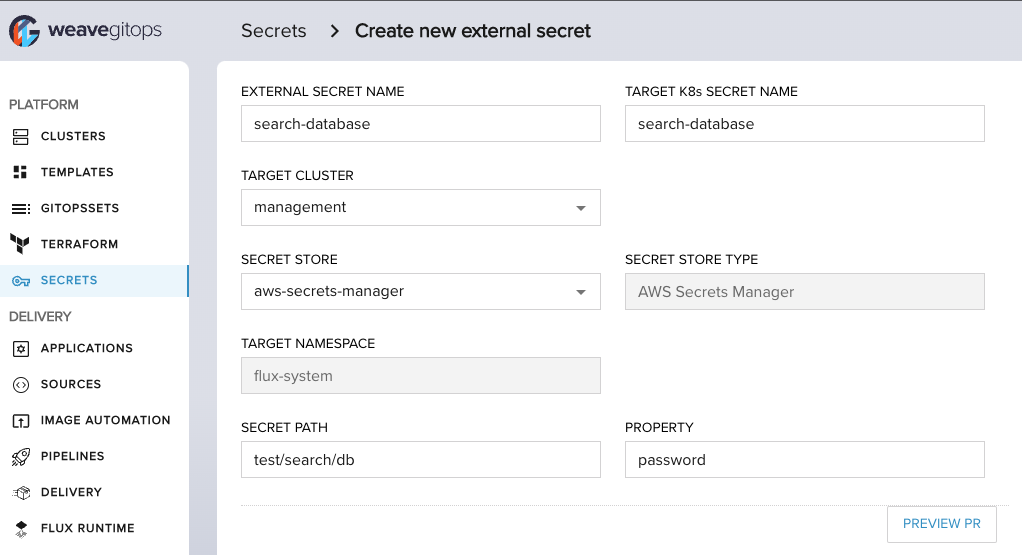 weavegitops
Secrets > Create new external secret
PLATFORM
CLUSTERS
TEMPLATES
GITOPSSETS
TERRAFORM
SECRETS
DELIVERY
APPLICATIONS
SOURCES
IMAGE AUTOMATION
PIPELINES
DELIVERY
FLUX RUNTIME
EXTERNAL SECRET NAME
search-database
TARGET K8s SECRET NAME
search-database
TARGET CLUSTER
management
SECRET STORE
aws-secrets-manager
SECRET STORE TYPE
AWS Secrets Manager
TARGET NAMESPACE
flux-system
SECRET PATH
test/search/db
PROPERTY
password
PREVIEW PR